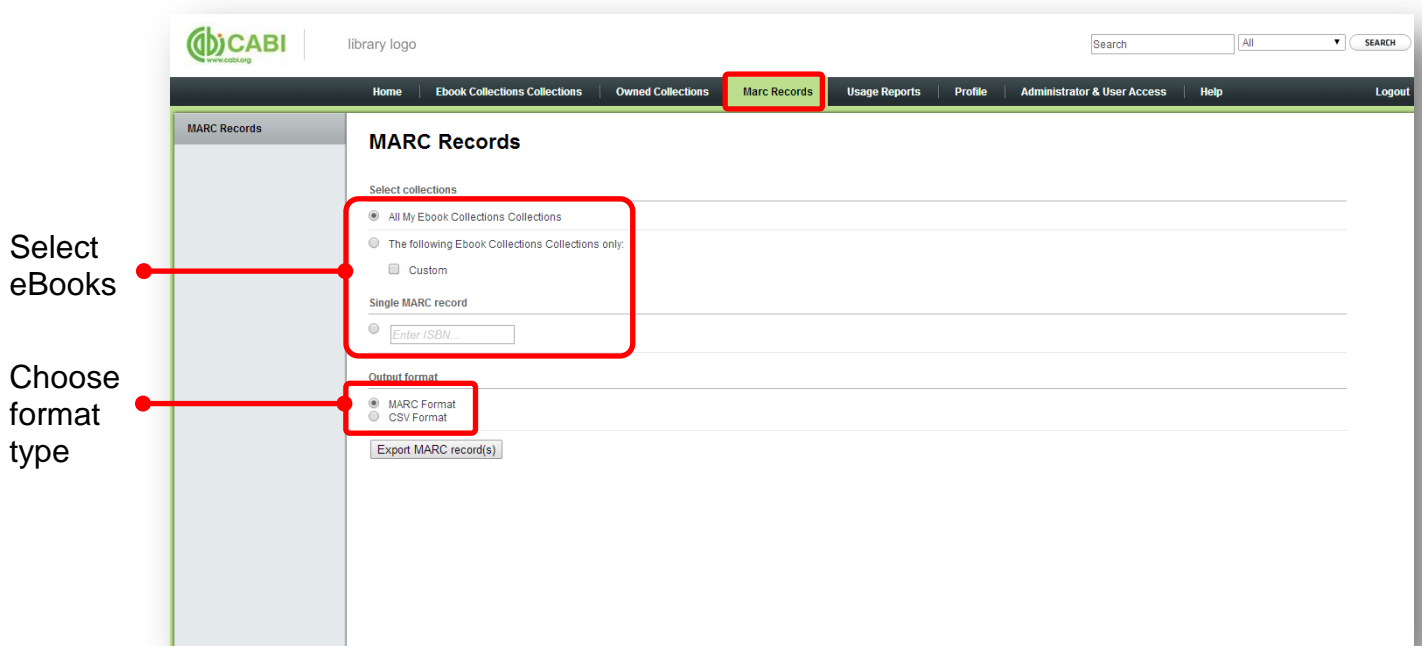 CABI
www.cabi.org
library logo
Search
All
SEARCH
Home
Ebook Collections Collections
Owned Collections
Marc Records
Usage Reports
Profile
Administrator & User Access
Help
Logout
MARC Records
MARC Records
Select collections
All My Ebook Collections Collections
The following Ebook Collections Collections only:
Custom
Single MARC record
Enter ISBN...
Output format
MARC Format
CSV Format
Export MARC record(s)
Select
eBooks
Choose
format
type